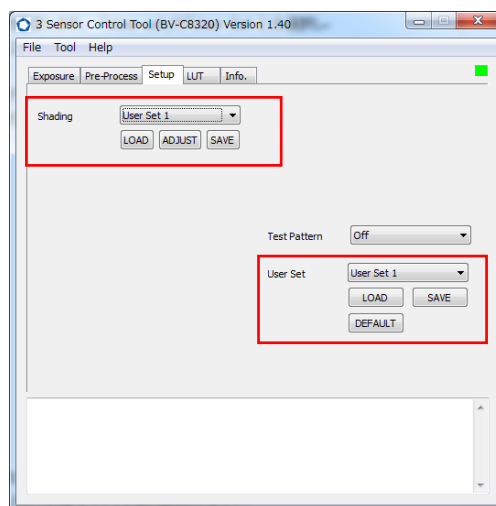 3 Sensor Control Tool (BV-C8320) Version 1.40
File Tool Help
Exposure Pre-Process Setup LUT Info.
Shading User Set 1
LOAD ADJUST SAVE
Test Pattern Off
User Set User Set 1
LOAD SAVE
DEFAULT